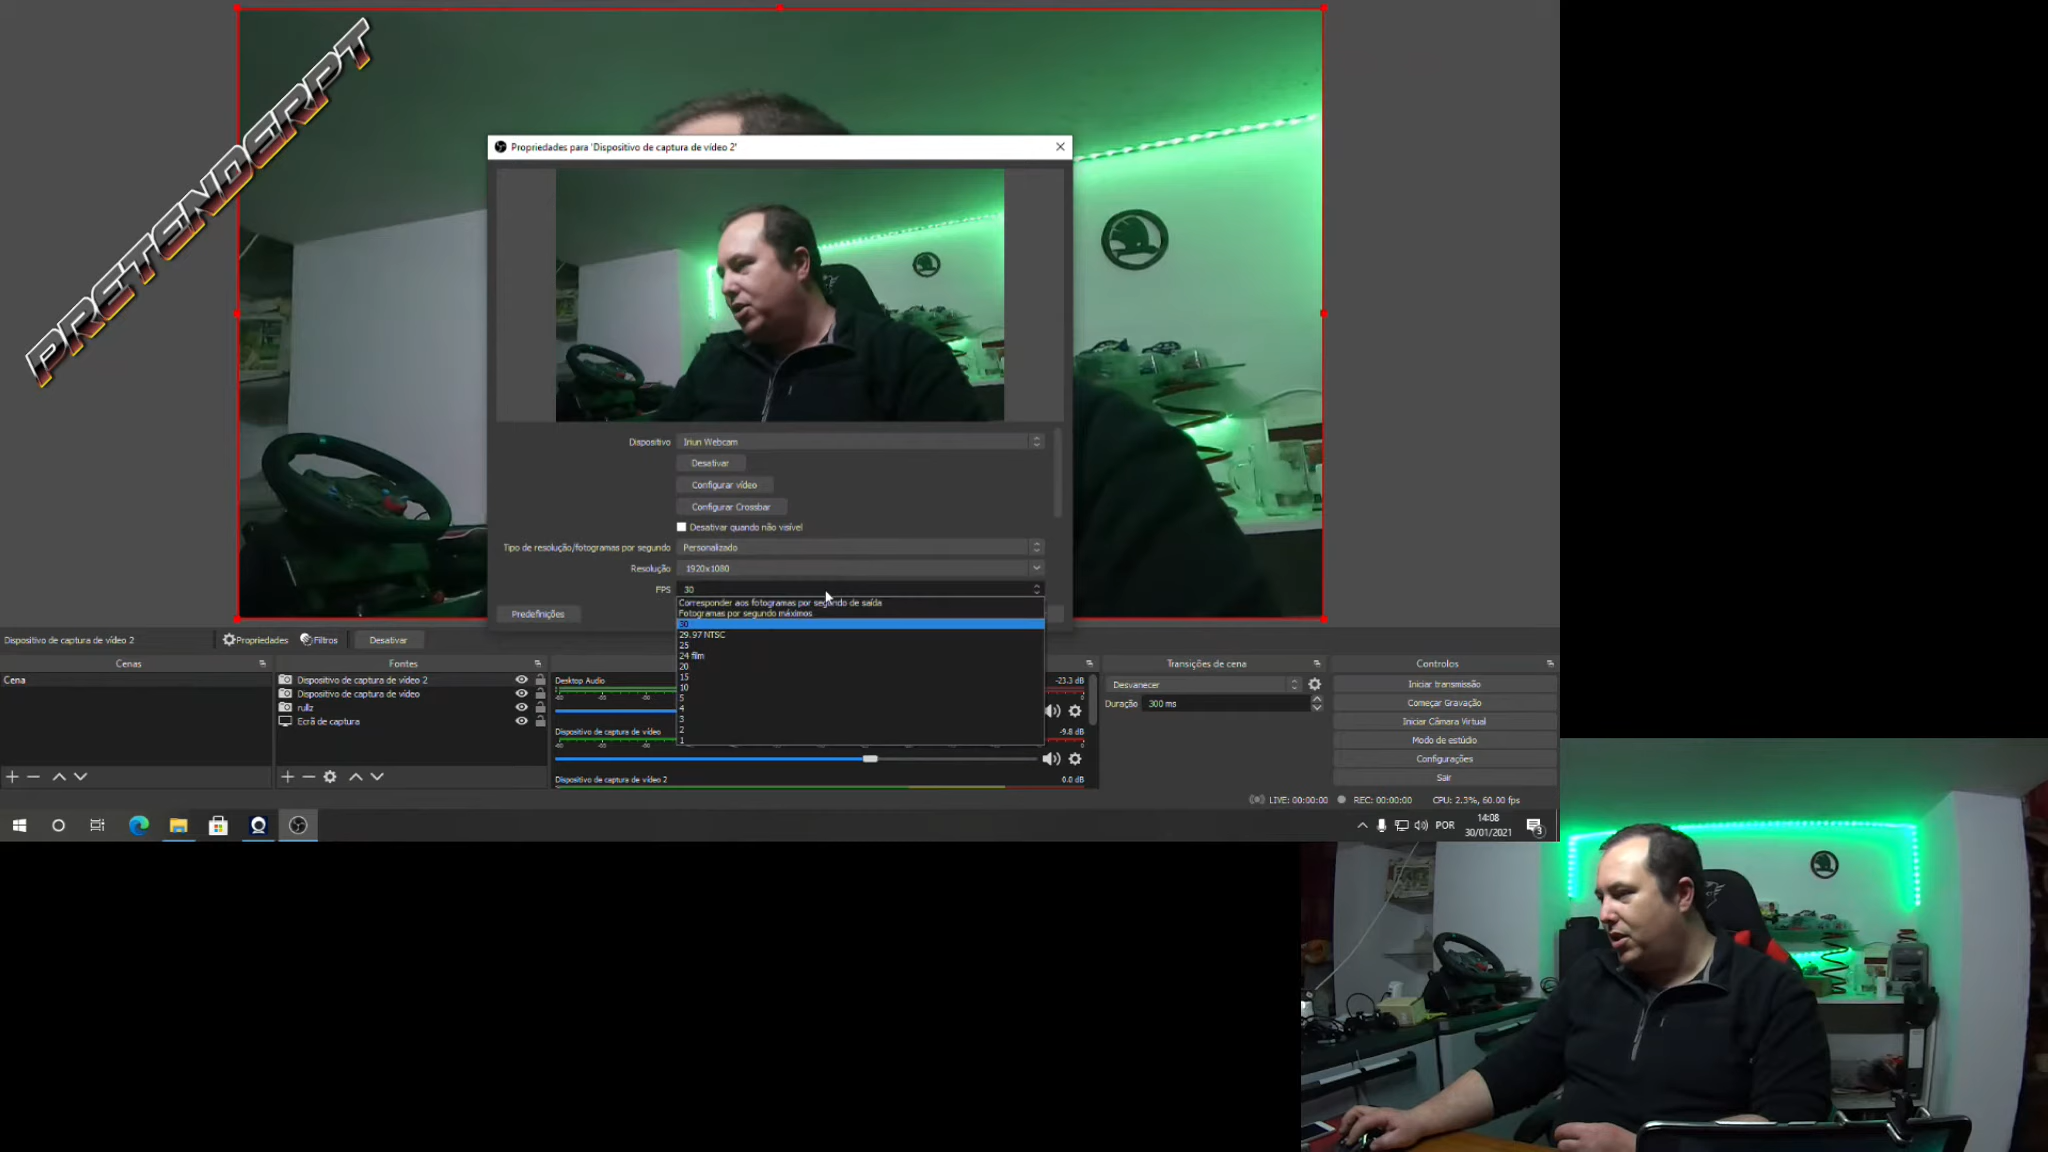 PRETENDERPT
Propriedades para 'Dispositivo de captura de vídeo 2'
Dispositivo
Iriun Webcam
Desativar
Configurar vídeo
Configurar Crossbar
Desativar quando não visível
Tipo de resolução/fotogramas por segundo
Personalizado
Resolução
1920x1080
FPS
30
Corresponder aos fotogramas por segundo de saída
Fotogramas por segundo máximos
30
29.97 NTSC
25
24 film
20
15
10
5
4
3
2
1
Predefinições
Dispositivo de captura de vídeo 2
Propriedades
Filtros
Desativar
Cenas
Cena
Fontes
Dispositivo de captura de vídeo 2
Dispositivo de captura de vídeo
rullz
Ecrã de captura
Desktop Audio
-23.3 dB
Dispositivo de captura de vídeo
-9.8 dB
Dispositivo de captura de vídeo 2
0.0 dB
Transições de cena
Desvanecer
Duração
300 ms
Controlos
Iniciar transmissão
Começar Gravação
Iniciar Câmara Virtual
Modo de estúdio
Configurações
Sair
LIVE: 00:00:00
REC: 00:00:00
CPU: 2.3%, 60.00 fps
POR
14:08
30/01/2021
3